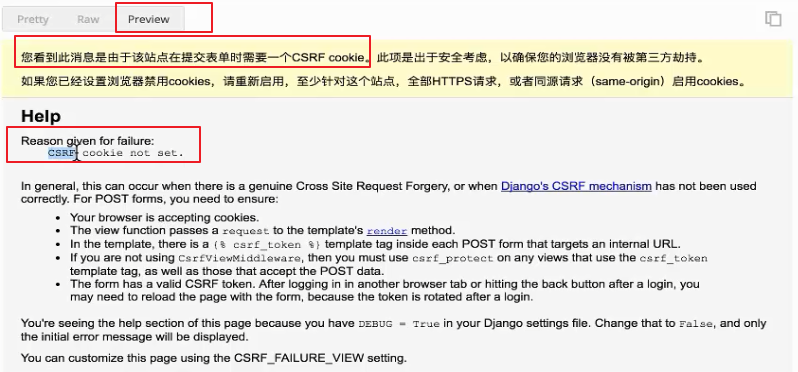 Pretty Raw Preview
您看到此消息是由于该站点在提交表单时需要一个CSRF cookie。此项是出于安全考虑，以确保您的浏览器没有被第三方劫持。
如果您已经设置浏览器禁用cookies，请重新启用，至少针对这个站点，全部HTTPS请求，或者同源请求（same-origin）启用cookies。
Help
Reason given for failure:
CSRF cookie not set.
In general, this can occur when there is a genuine Cross Site Request Forgery, or when Django's CSRF mechanism has not been used
correctly. For POST forms, you need to ensure:
• Your browser is accepting cookies.
• The view function passes a request to the template's render method.
• In the template, there is a {% csrf_token %} template tag inside each POST form that targets an internal URL.
• If you are not using CsrfViewMiddleware, then you must use csrf_protect on any views that use the csrf_token
template tag, as well as those that accept the POST data.
• The form has a valid CSRF token. After logging in in another browser tab or hitting the back button after a login, you
may need to reload the page with the form, because the token is rotated after a login.
You're seeing the help section of this page because you have DEBUG = True in your Django settings file. Change that to False, and only
the initial error message will be displayed.
You can customize this page using the CSRF_FAILURE_VIEW setting.